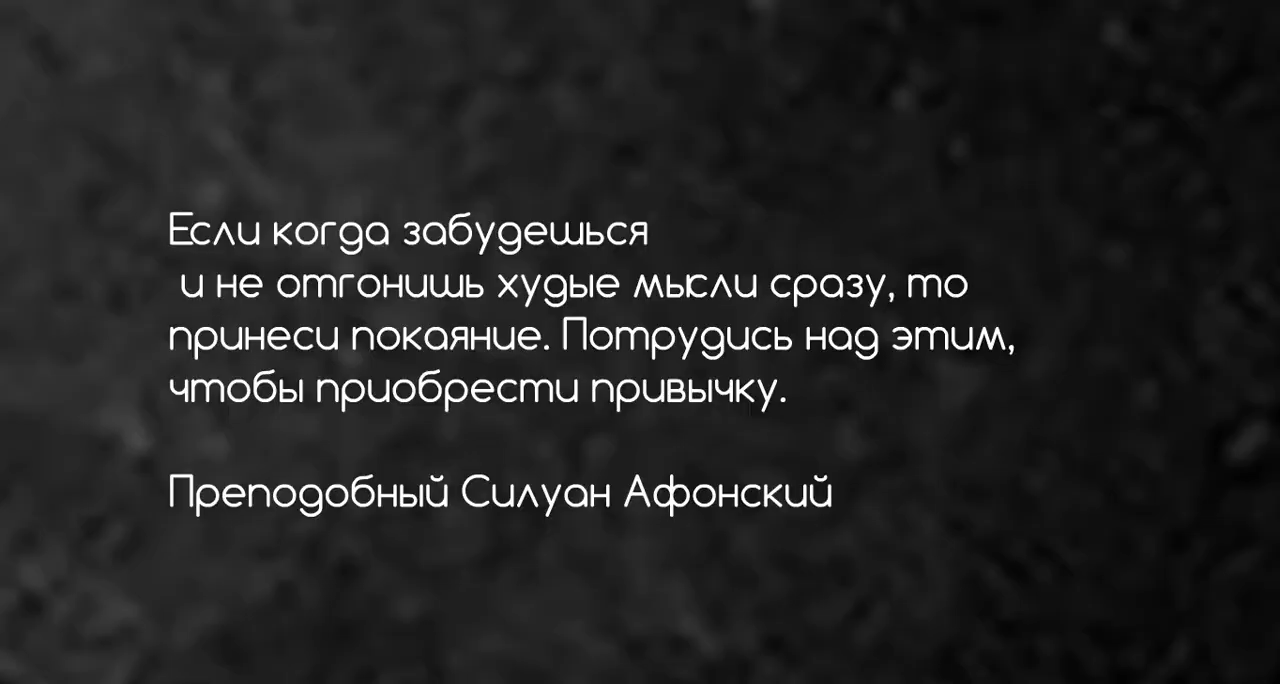 Если когда забудешься
и не отгонишь худые мысли сразу, то
принеси покаяние. Потрудись над этим,
чтобы приобрести привычку.
Преподобный Силуан Афонский